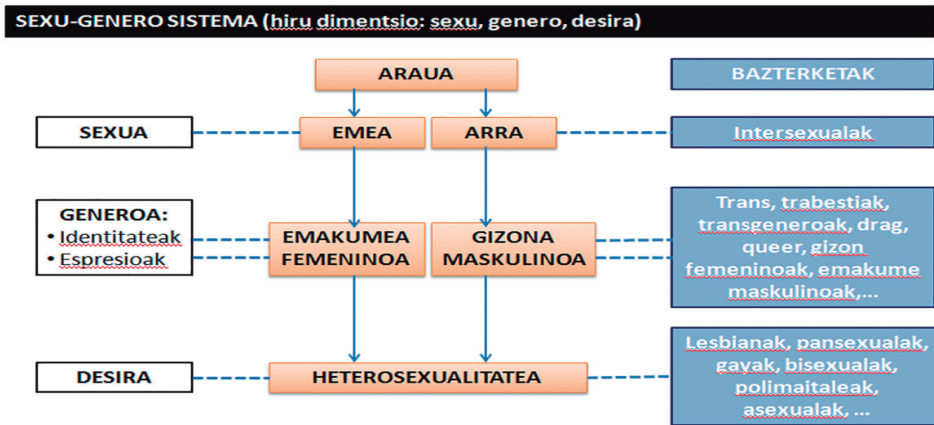 SEXU-GENERO SISTEMA (hiru dimentsio: sexu, genero, desira)
ARAUA
BAZTERKETAK
SEXUA
EMEA
ARRA
Intersexualak
GENEROA:
• Identitateak
• Espresioak
EMAKUMEA
FEMENINOA
GIZONA
MASKULINOA
Trans, trabestiak,
transgeneroak, drag,
queer, gizon
femeninoak, emakume
maskulinoak,...
DESIRA
HETEROSEXUALITATEA
Lesbianak, pansexualak,
gayak, bisexualak,
polimaitaleak,
asexualak, ...